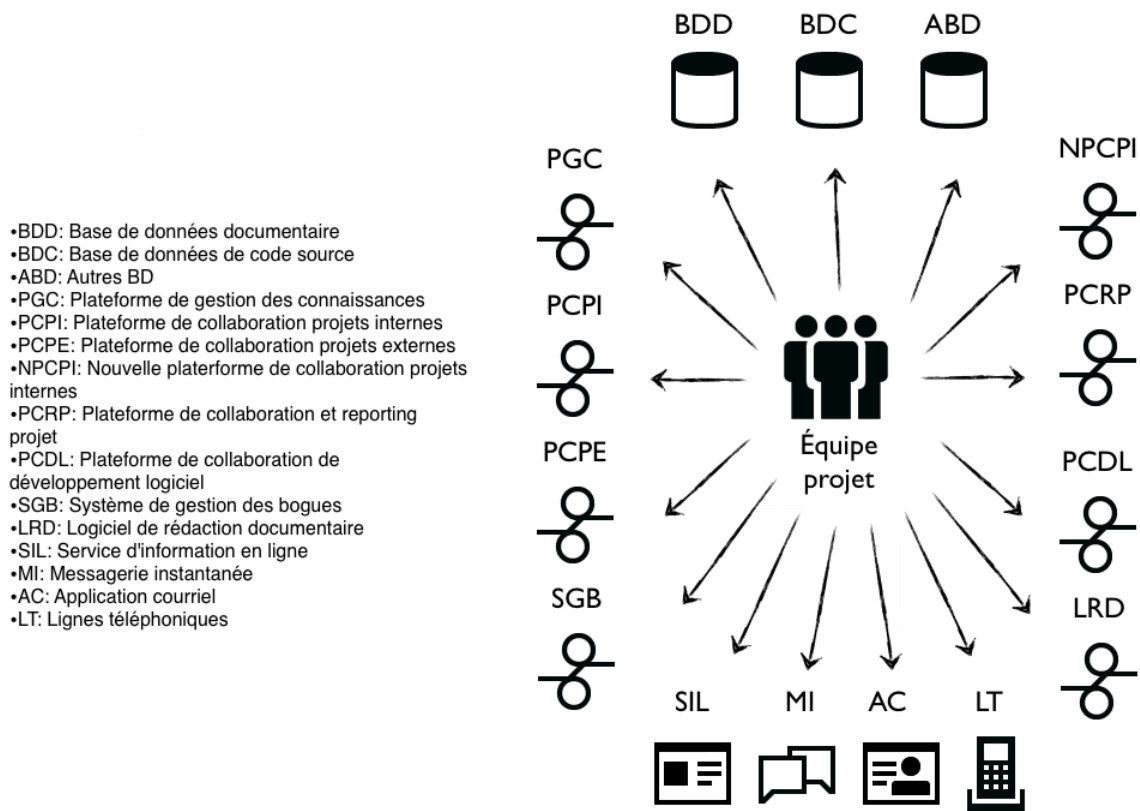 BDD BDC ABD
PGC
NPCPI
•BDD: Base de données documentaire
•BDC: Base de données de code source
•ABD: Autres BD
•PGC: Plateforme de gestion des connaissances
•PCPI: Plateforme de collaboration projets internes
•PCPE: Plateforme de collaboration projets externes
•NPCPI: Nouvelle platerforme de collaboration projets
internes
•PCRP: Plateforme de collaboration et reporting
projet
•PCDL: Plateforme de collaboration de
développement logiciel
•SGB: Système de gestion des bogues
•LRD: Logiciel de rédaction documentaire
•SIL: Service d'information en ligne
•MI: Messagerie instantanée
•AC: Application courriel
•LT: Lignes téléphoniques
PCPI
PCRP
Équipe
projet
PCPE
PCDL
SGB
LRD
SIL MI AC LT